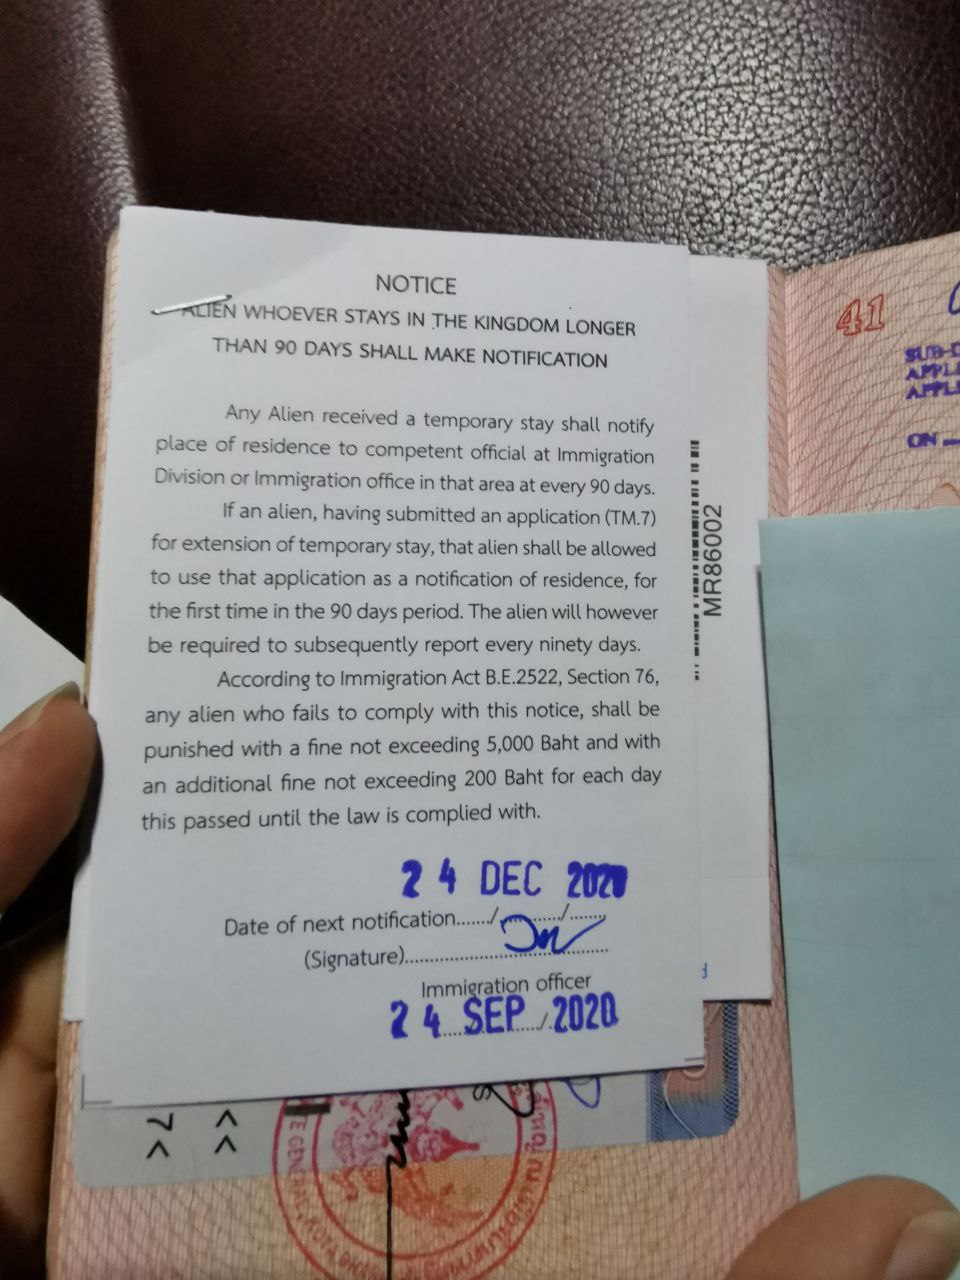 NOTICE
ALIEN WHOEVER STAYS IN THE KINGDOM LONGER
THAN 90 DAYS SHALL MAKE NOTIFICATION
Any Alien received a temporary stay shall notify
place of residence to competent official at Immigration
Division or Immigration office in that area at every 90 days.
If an alien, having submitted an application (TM.7)
for extension of temporary stay, that alien shall be allowed
to use that application as a notification of residence, for
the first time in the 90 days period. The alien will however
be required to subsequently report every ninety days.
According to Immigration Act B.E.2522, Section 76,
any alien who fails to comply with this notice, shall be
punished with a fine not exceeding 5,000 Baht and with
an additional fine not exceeding 200 Baht for each day
this passed until the law is complied with.
24 DEC 2020
Date of next notification....../........./.......
(Signature)......................................
Immigration officer
24 SEP 2020
MR86002
41
ON
7<
<<
GENERAL, KOTA